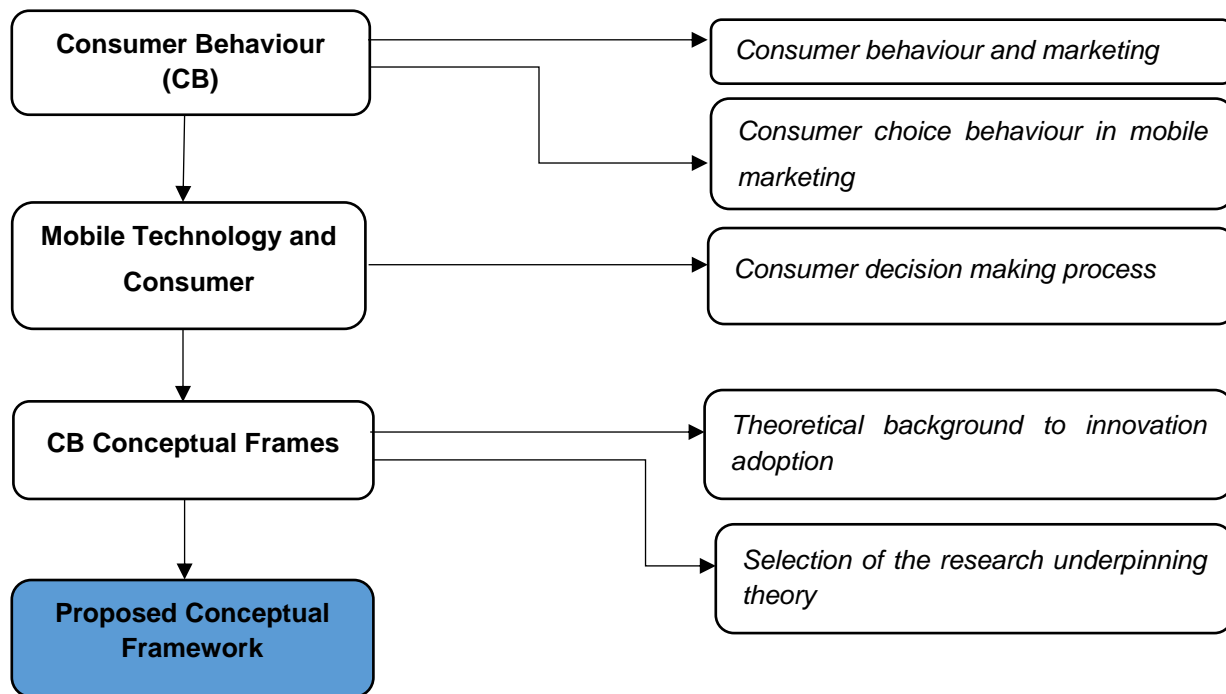 Consumer Behaviour
(CB)
Consumer behaviour and marketing
Consumer choice behaviour in mobile
marketing
Mobile Technology and
Consumer
Consumer decision making process
CB Conceptual Frames
Theoretical background to innovation
adoption
Selection of the research underpinning
theory
Proposed Conceptual
Framework